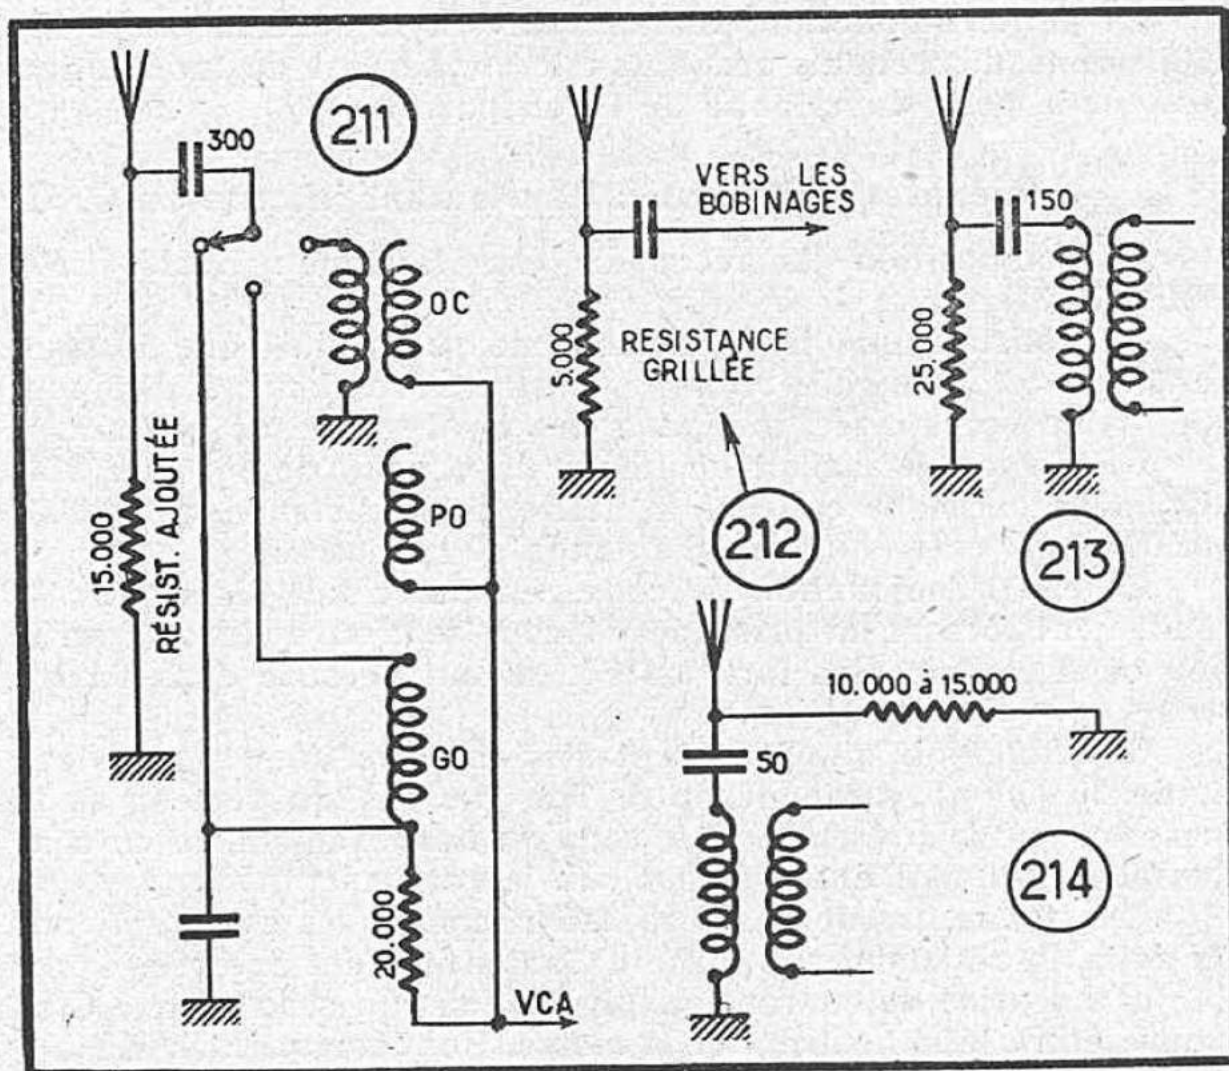 211
300
OC
PO
GO
15.000
RÉSIST. AJOUTÉE
20.000
VCA
VERS LES
BOBINAGES
5.000
RESISTANCE
GRILLÉE
212
150
25.000
213
10.000 à 15.000
50
214